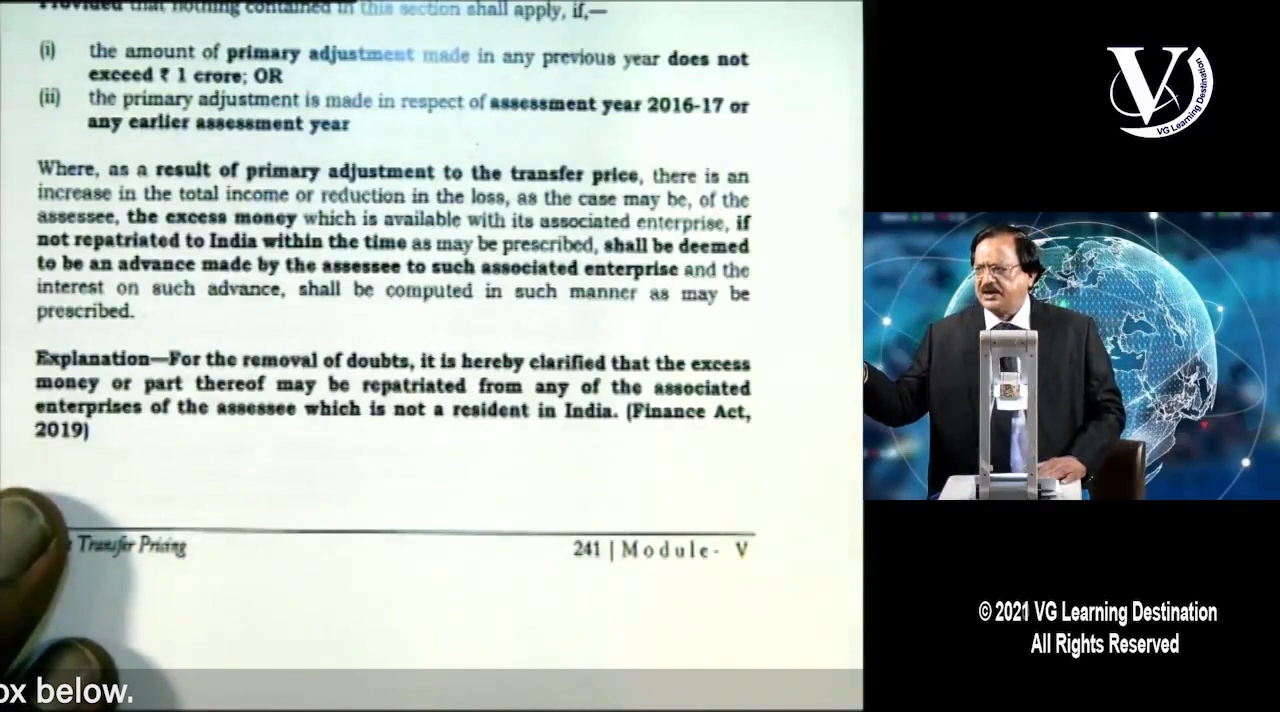 Provided that nothing contained in this section shall apply, if,—
(i) the amount of primary adjustment made in any previous year does not
exceed ₹ 1 crore; OR
(ii) the primary adjustment is made in respect of assessment year 2016-17 or
any earlier assessment year
Where, as a result of primary adjustment to the transfer price, there is an
increase in the total income or reduction in the loss, as the case may be, of the
assessee, the excess money which is available with its associated enterprise, if
not repatriated to India within the time as may be prescribed, shall be deemed
to be an advance made by the assessee to such associated enterprise and the
interest on such advance, shall be computed in such manner as may be
prescribed.
Explanation—For the removal of doubts, it is hereby clarified that the excess
money or part thereof may be repatriated from any of the associated
enterprises of the assessee which is not a resident in India. (Finance Act,
2019)
Transfer Pricing
241 | Module- V
below.
V
VG Learning Destination
© 2021 VG Learning Destination
All Rights Reserved